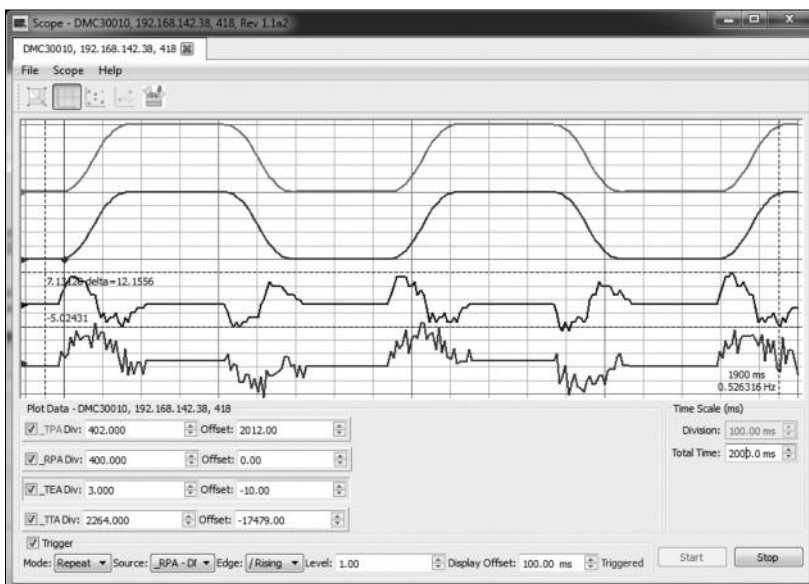 Scope - DMC30010, 192.168.142.38, 418, Rev 1.1a2
DMC30010, 192.168.142.38, 418
File Scope Help
7.13128 delta=12.1556
-5.02431
1900 ms
0.526316 Hz
Plot Data - DMC30010, 192.168.142.38, 418
_TPA Div: 402.000 Offset: 2012.00
_RPA Div: 400.000 Offset: 0.00
_TEA Div: 3.000 Offset: -10.00
_TTA Div: 2264.000 Offset: -17479.00
Time Scale (ms)
Division: 100.00 ms
Total Time: 2000.0 ms
Trigger
Mode: Repeat Source: _RPA - DI Edge: / Rising Level: 1.00 Display Offset: 100.00 ms Triggered Start Stop